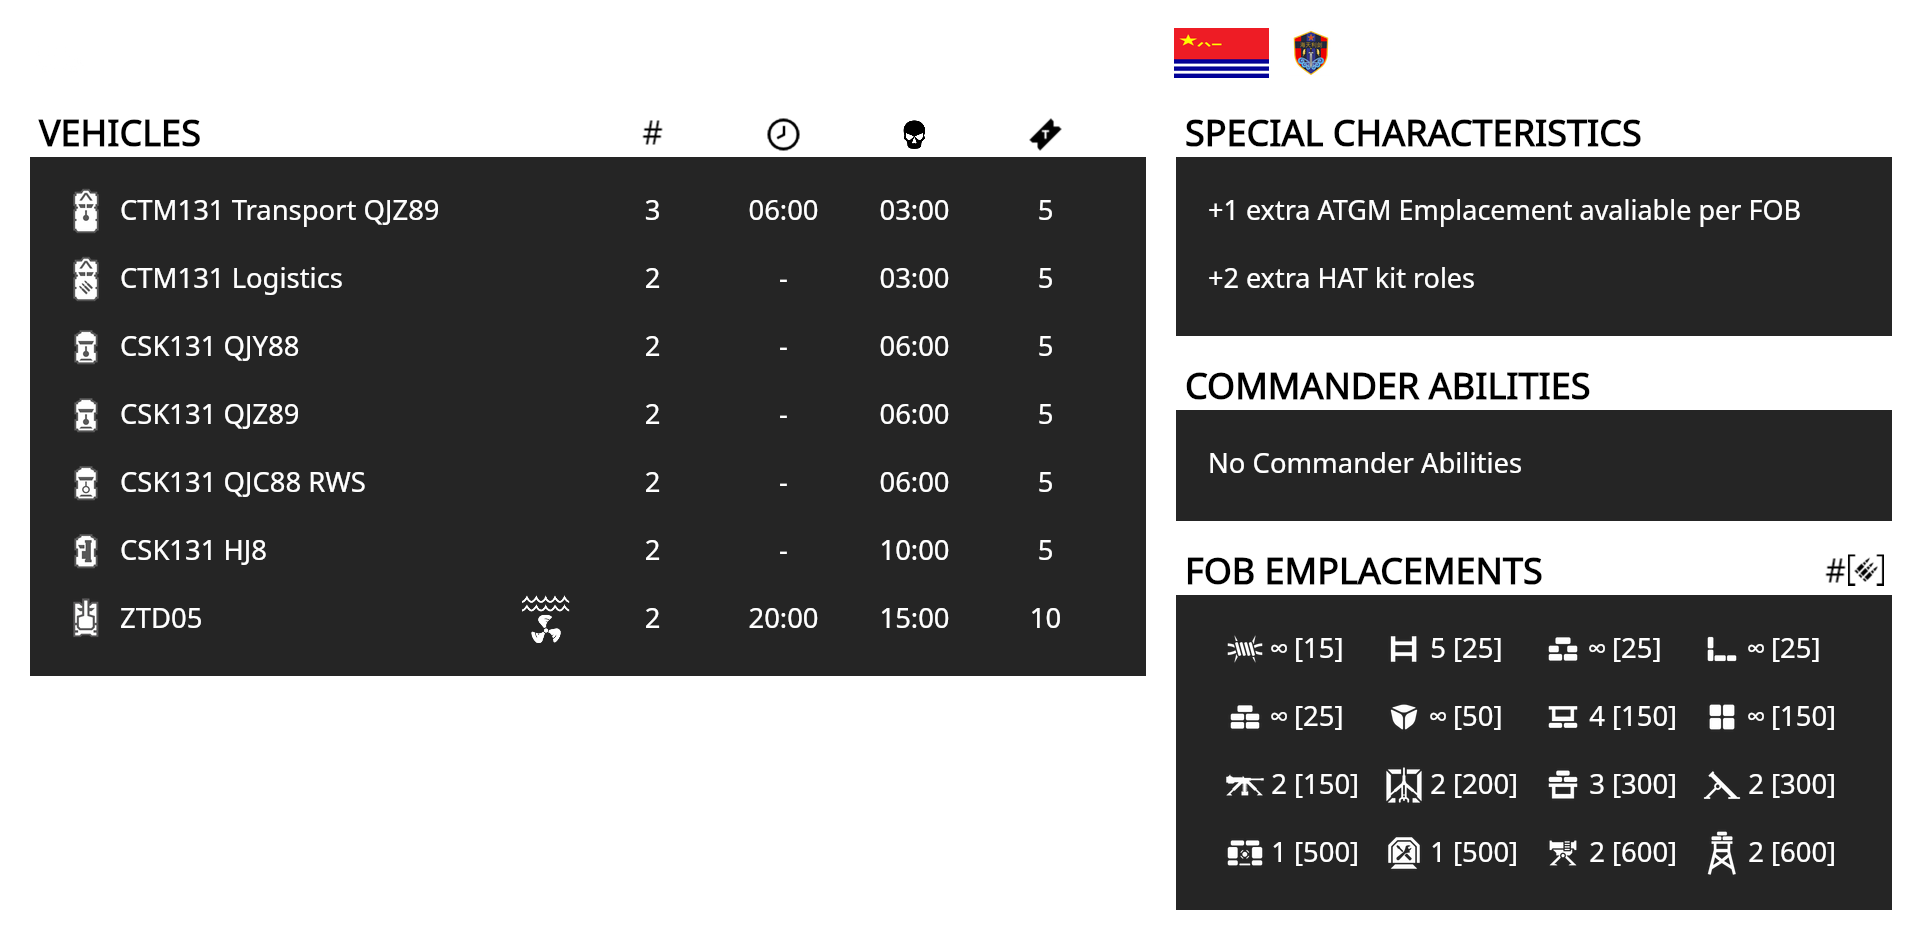 VEHICLES #
CTM131 Transport QJZ89 3 06:00 03:00 5
CTM131 Logistics 2 - 03:00 5
CSK131 QJY88 2 - 06:00 5
CSK131 QJZ89 2 - 06:00 5
CSK131 QJC88 RWS 2 - 06:00 5
CSK131 HJ8 2 - 10:00 5
ZTD05 2 20:00 15:00 10
SPECIAL CHARACTERISTICS
+1 extra ATGM Emplacement avaliable per FOB
+2 extra HAT kit roles
COMMANDER ABILITIES
No Commander Abilities
FOB EMPLACEMENTS #[ ]
∞ [15] 5 [25] ∞ [25] ∞ [25]
∞ [25] ∞ [50] 4 [150] ∞ [150]
2 [150] 2 [200] 3 [300] 2 [300]
1 [500] 1 [500] 2 [600] 2 [600]